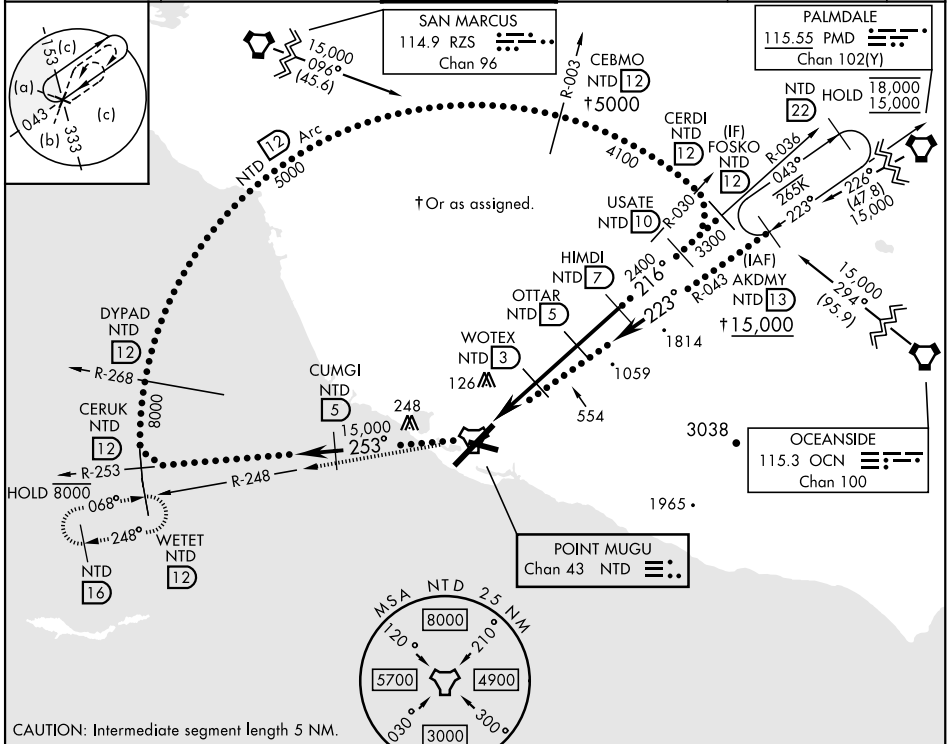 SAN MARCUS
114.9 RZS
Chan 96
PALMDALE
115.55 PMD
Chan 102(Y)
(c)
153
(a)
(c)
043
(b)
333
15,000
096°
(45.6)
R-003
CEBMO
NTD 12
†5000
NTD
22
HOLD 18,000
15,000
CERDI
NTD
12
(IF)
FOSKO
NTD
12
R-036
043°
265K
223°
226°
(47.8)
15,000
NTD 12 Arc
5000
4100
†Or as assigned.
USATE
NTD 10
R-030
3300
HIMDI
NTD 7
2400
216°
223°
R-043
(IAF)
AKDMY
NTD 13
†15,000
15,000
294°
(95.9)
OTTAR
NTD 5
1814
DYPAD
NTD
12
WOTEX
NTD 3
126
1059
554
R-268
CUMGI
NTD
5
248
15,000
253°
8000
CERUK
NTD
12
3038
OCEANSIDE
115.3 OCN
Chan 100
R-253
R-248
HOLD 8000
068°
248°
WETET
NTD
12
NTD
16
1965
POINT MUGU
Chan 43 NTD
MSA NTD 25 NM
8000
120°
210°
5700
4900
030°
300°
3000
CAUTION: Intermediate segment length 5 NM.